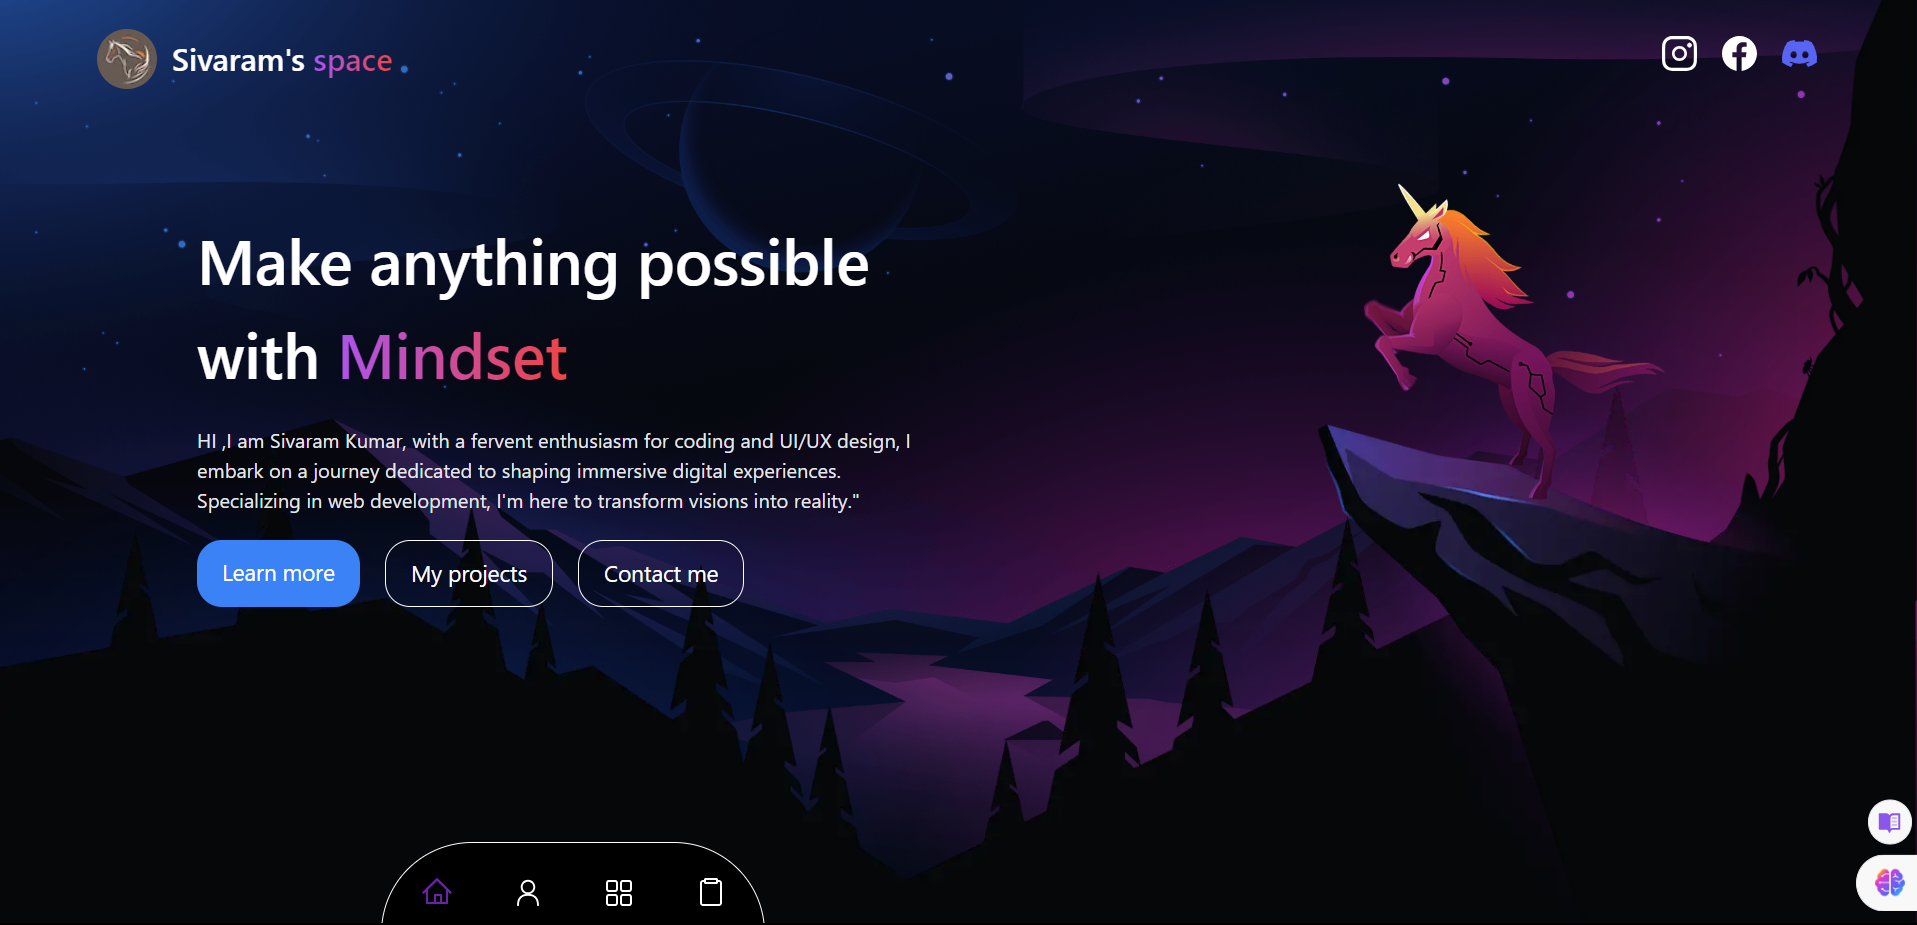 Sivaram's space
Make anything possible
with Mindset
HI ,I am Sivaram Kumar, with a fervent enthusiasm for coding and UI/UX design, I
embark on a journey dedicated to shaping immersive digital experiences.
Specializing in web development, I'm here to transform visions into reality."
Learn more
My projects
Contact me